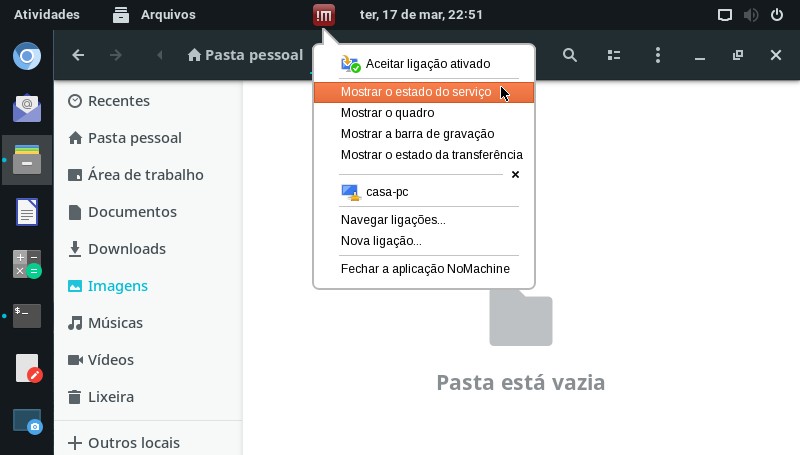 Atividades
Arquivos
!M
ter, 17 de mar, 22:51
Pasta pessoal
Aceitar ligação ativado
Mostrar o estado do serviço
Mostrar o quadro
Mostrar a barra de gravação
Mostrar o estado da transferência
casa-pc
Navegar ligações...
Nova ligação...
Fechar a aplicação NoMachine
Recentes
Pasta pessoal
Área de trabalho
Documentos
Downloads
Imagens
Músicas
Vídeos
Lixeira
Outros locais
Pasta está vazia